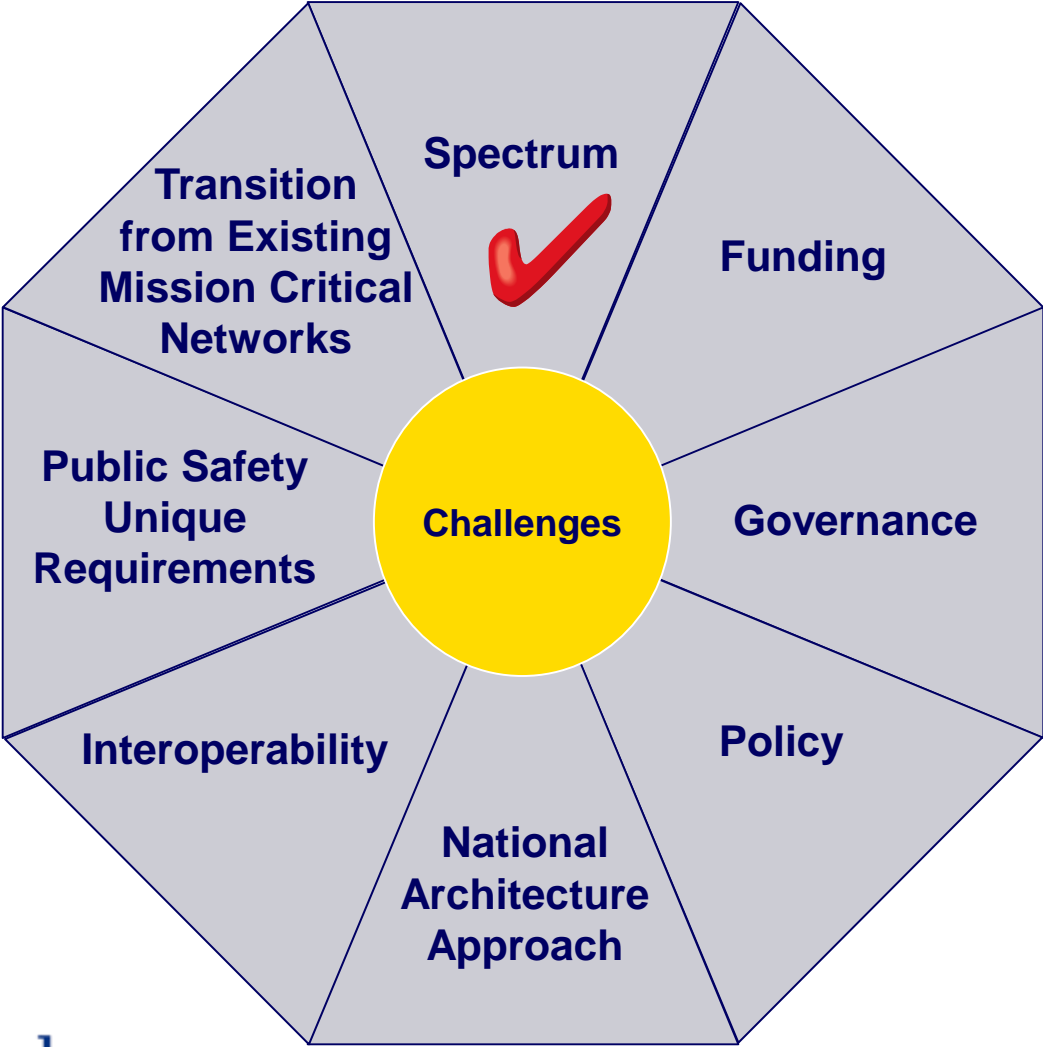 Spectrum
Funding
Governance
Policy
National
Architecture
Approach
Interoperability
Public Safety
Unique
Requirements
Transition
from Existing
Mission Critical
Networks
Challenges